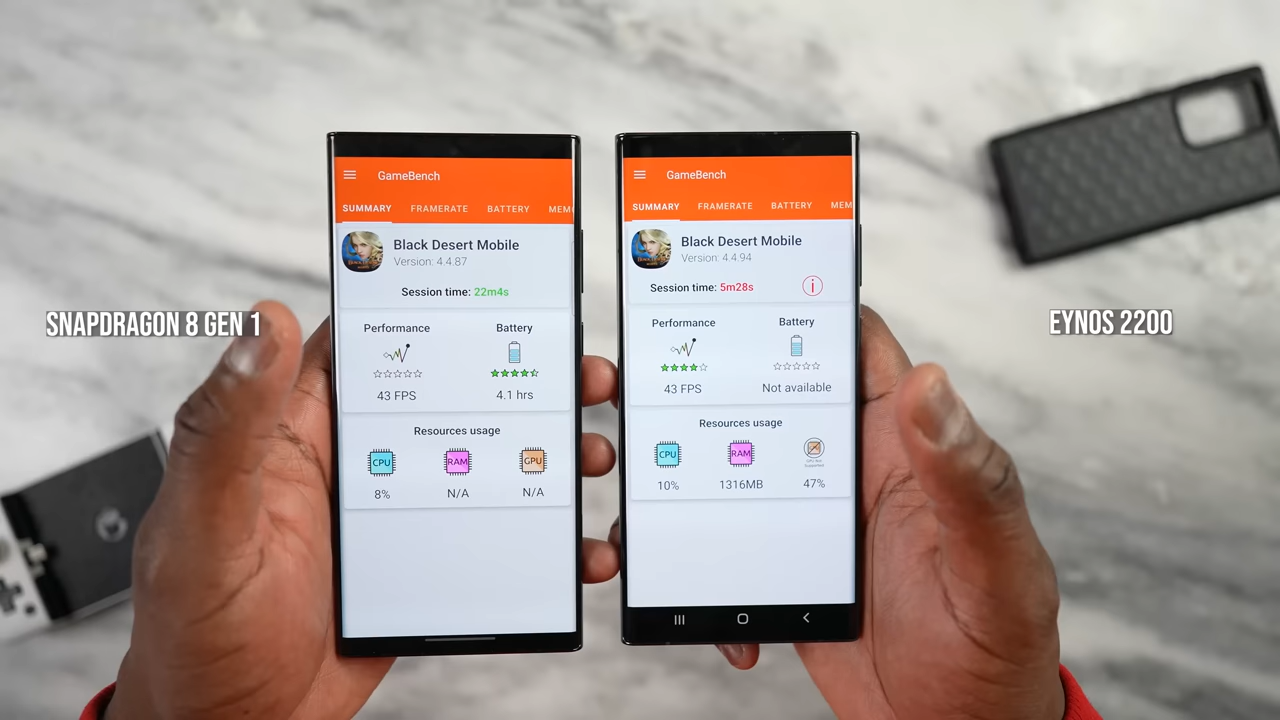 SNAPDRAGON 8 GEN 1
GameBench
SUMMARY FRAMERATE BATTERY MEM
Black Desert Mobile
Version: 4.4.87
Session time: 22m4s
Performance Battery
43 FPS 4.1 hrs
Resources usage
CPU RAM GPU
8% N/A N/A
GameBench
SUMMARY FRAMERATE BATTERY MEM
Black Desert Mobile
Version: 4.4.94
Session time: 5m28s
Performance Battery
43 FPS Not available
Resources usage
CPU RAM
10% 1316MB 47%
EYNOS 2200